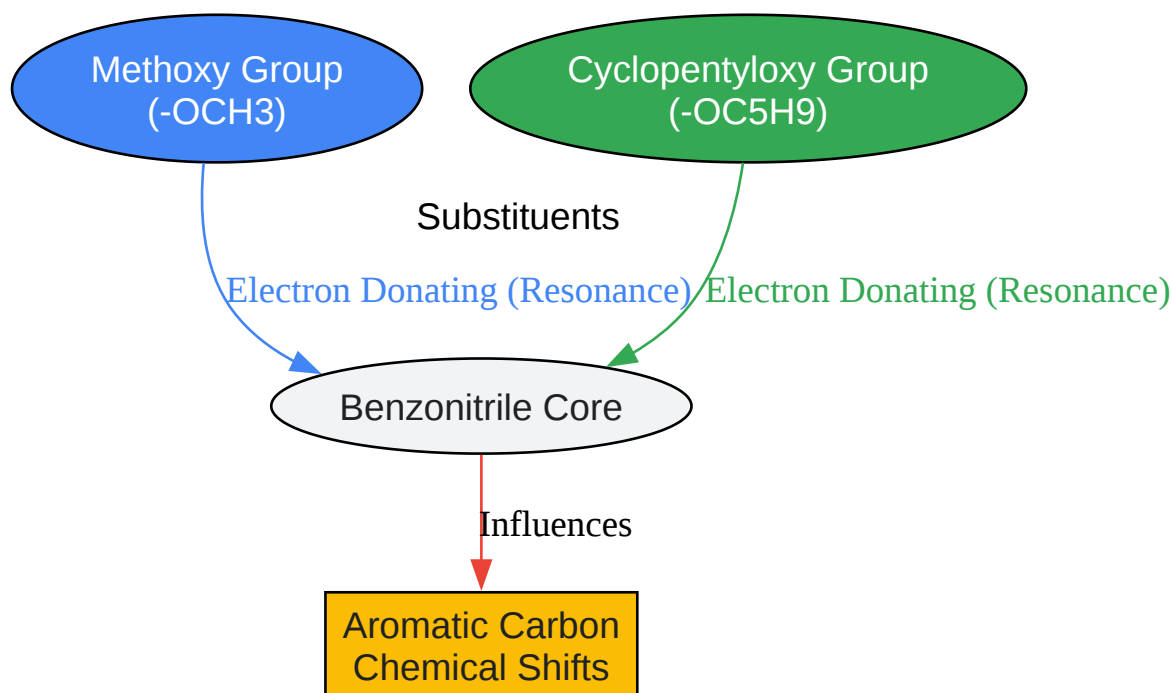 Methoxy Group
(-OCH3)
Cyclopentyloxy Group
(-OC5H9)
Substituents
Electron Donating (Resonance)
Electron Donating (Resonance)
Benzonitrile Core
Influences
Aromatic Carbon
Chemical Shifts